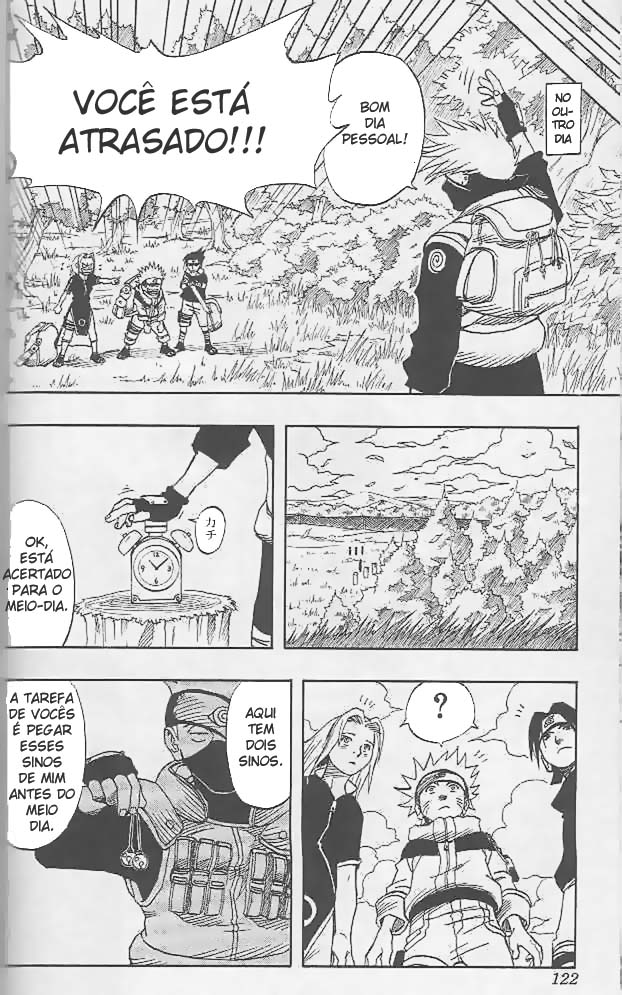 NO
OU-
TRO
DIA
BOM
DIA
PESSOAL!
VOCÊ ESTÁ
ATRASADO!!!
カチ
OK,
ESTÁ
ACERTADO
PARA O
MEIO-DIA.
?
AQUI
TEM
DOIS
SINOS.
A TAREFA
DE VOCÊS
É PEGAR
ESSES
SINOS
DE MIM
ANTES DO
MEIO
DIA.
122